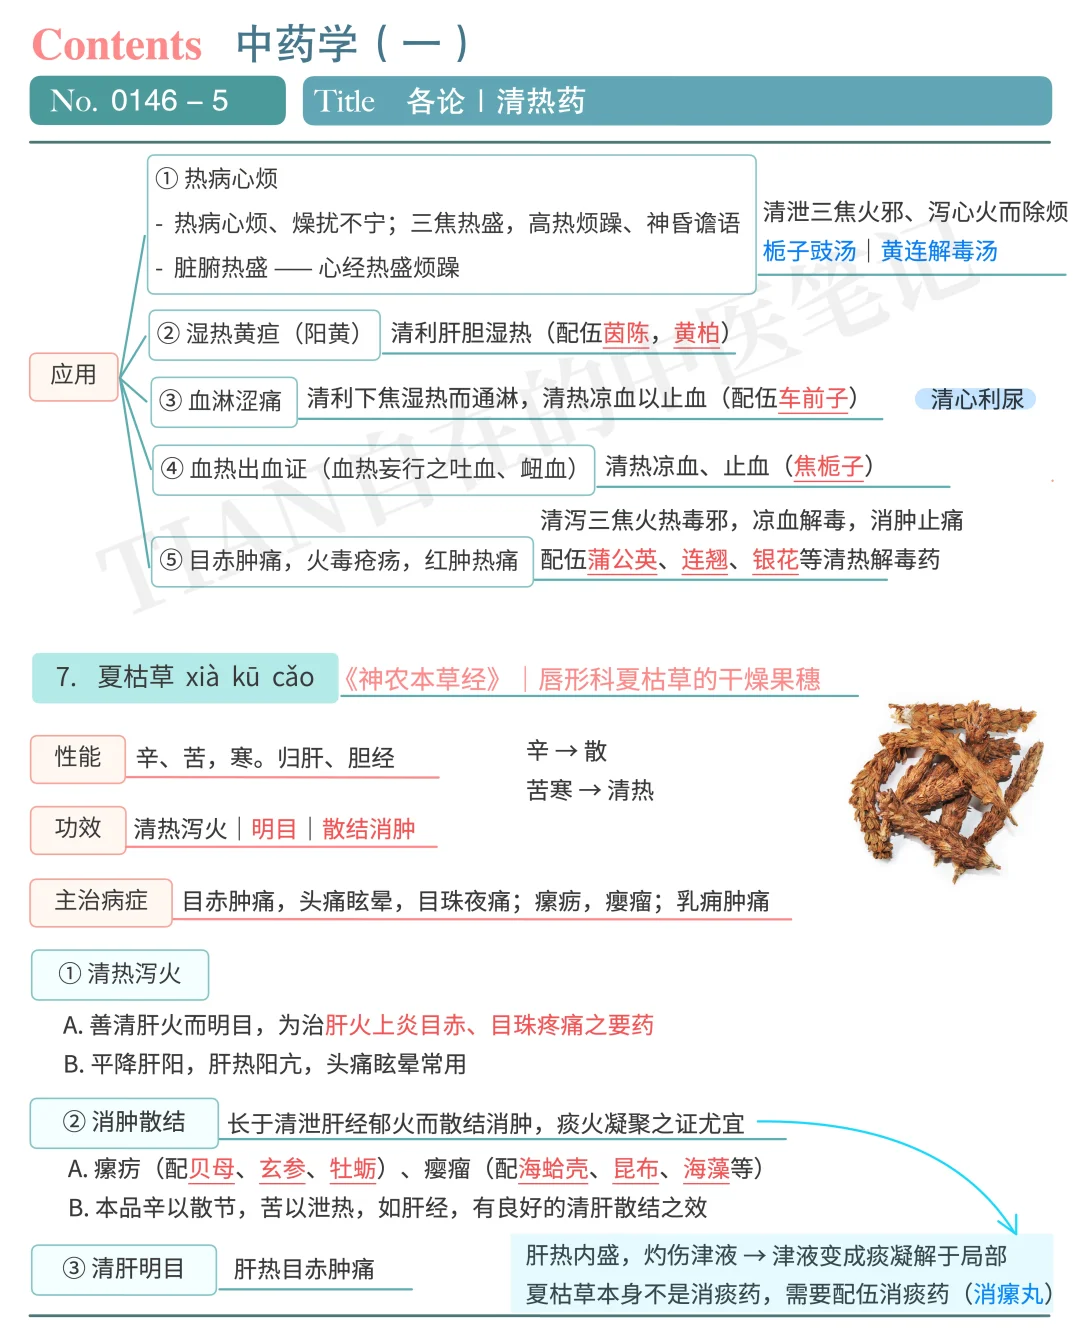 Contents 中药学（一）
No. 0146 – 5 Title 各论 | 清热药
① 热病心烦
- 热病心烦、燥扰不宁；三焦热盛，高热烦躁、神昏谵语
- 脏腑热盛 —— 心经热盛烦躁
清泄三焦火邪、泻心火而除烦
栀子豉汤｜黄连解毒汤
应用
② 湿热黄疸（阳黄） 清利肝胆湿热（配伍茵陈，黄柏）
③ 血淋涩痛 清利下焦湿热而通淋，清热凉血以止血（配伍车前子） 清心利尿
④ 血热出血证（血热妄行之吐血、衄血） 清热凉血、止血（焦栀子）
⑤ 目赤肿痛，火毒疮疡，红肿热痛
清泻三焦火热毒邪，凉血解毒，消肿止痛
配伍蒲公英、连翘、银花等清热解毒药
TIAN自在的中医笔记
7. 夏枯草 xià kū cǎo 《神农本草经》｜唇形科夏枯草的干燥果穗
性能 辛、苦，寒。归肝、胆经
辛 → 散
苦寒 → 清热
功效 清热泻火｜明目｜散结消肿
主治病症 目赤肿痛，头痛眩晕，目珠夜痛；瘰疬，瘿瘤；乳痈肿痛
① 清热泻火
A. 善清肝火而明目，为治肝火上炎目赤、目珠疼痛之要药
B. 平降肝阳，肝热阳亢，头痛眩晕常用
② 消肿散结 长于清泄肝经郁火而散结消肿，痰火凝聚之证尤宜
A. 瘰疬（配贝母、玄参、牡蛎）、瘿瘤（配海蛤壳、昆布、海藻等）
B. 本品辛以散节，苦以泄热，如肝经，有良好的清肝散结之效
③ 清肝明目 肝热目赤肿痛
肝热内盛，灼伤津液 → 津液变成痰凝解于局部
夏枯草本身不是消痰药，需要配伍消痰药（消瘰丸）